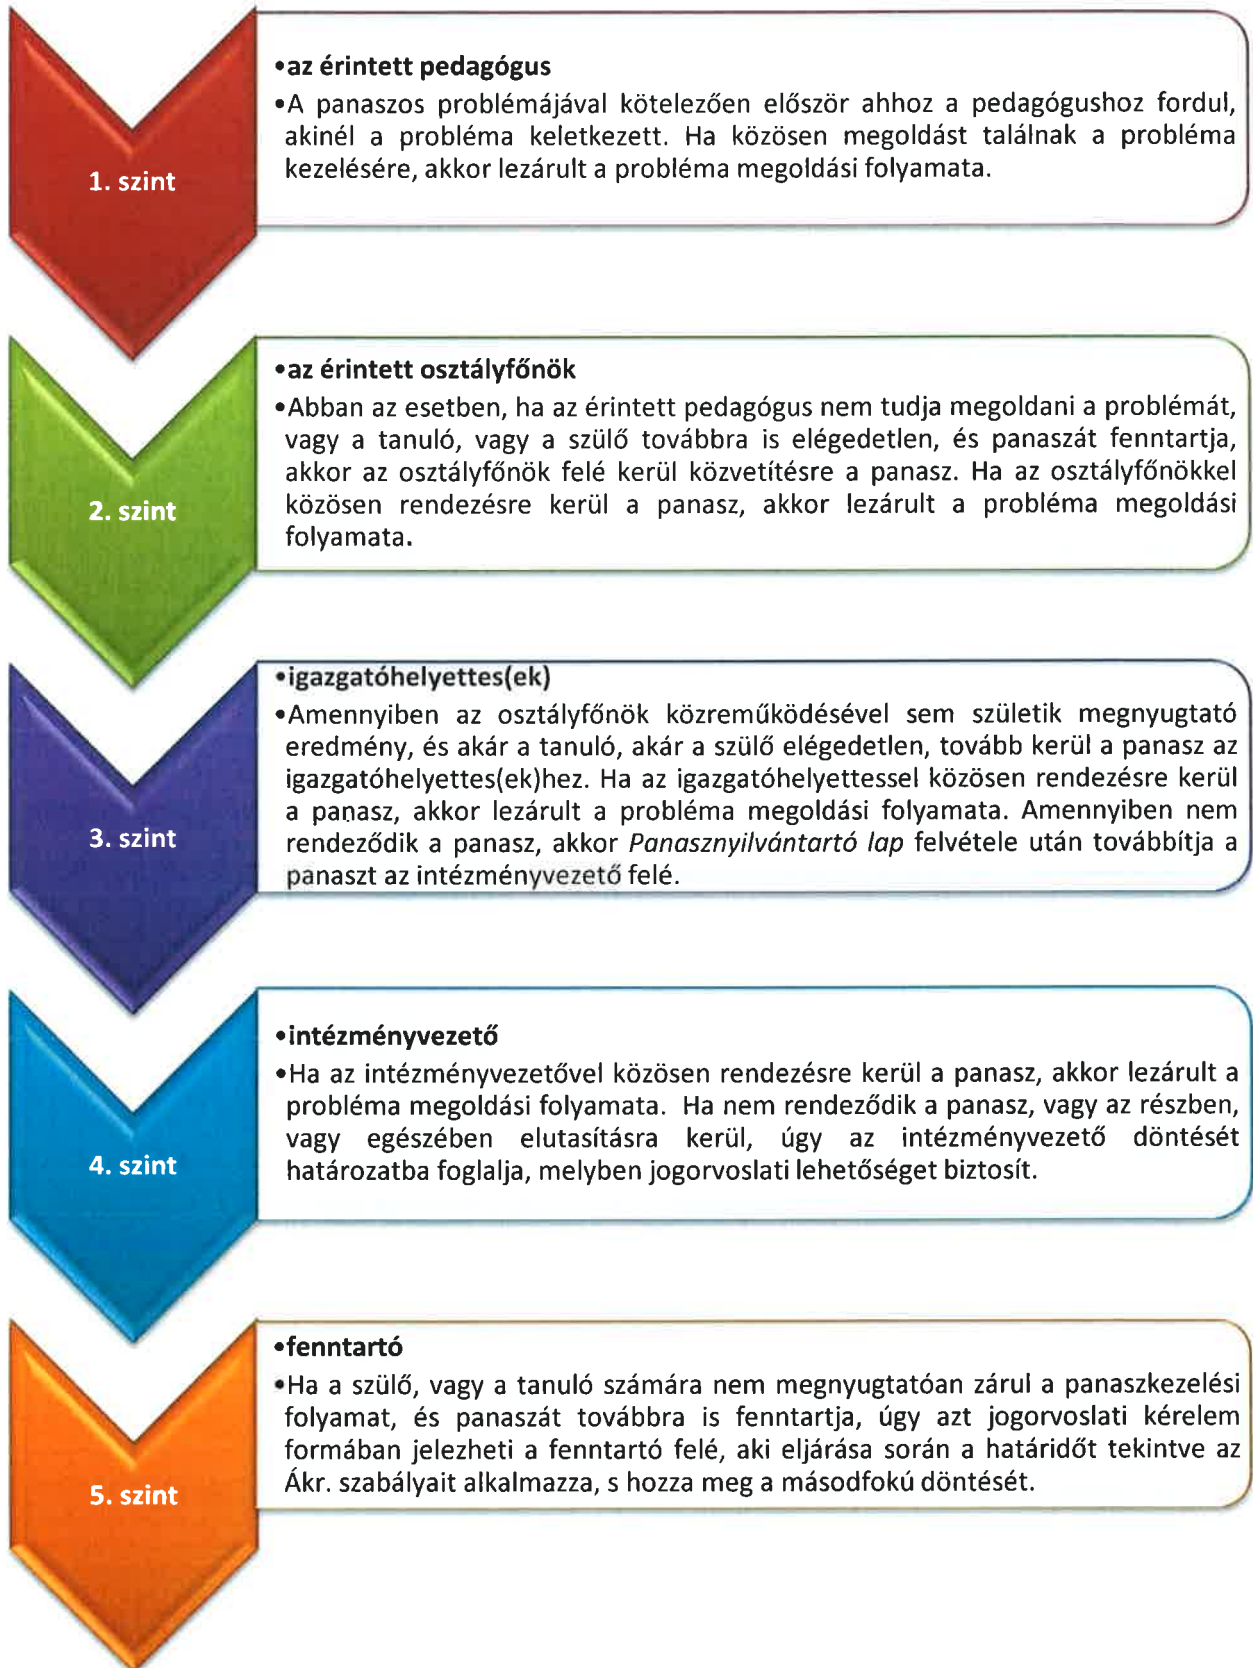 •az érintett pedagógus
•A panaszos problémájával kötelezően először ahhoz a pedagógushoz fordul,
akinél a probléma keletkezett. Ha közösen megoldást találnak a probléma
kezelésére, akkor lezárult a probléma megoldási folyamata.
1. szint
•az érintett osztályfőnök
•Abban az esetben, ha az érintett pedagógus nem tudja megoldani a problémát,
vagy a tanuló, vagy a szülő továbbra is elégedetlen, és panaszát fenntartja,
akkor az osztályfőnök felé kerül közvetítésre a panasz. Ha az osztályfőnökkel
közösen rendezésre kerül a panasz, akkor lezárult a probléma megoldási
folyamata.
2. szint
•igazgatóhelyettes(ek)
•Amennyiben az osztályfőnök közreműködésével sem születik megnyugtató
eredmény, és akár a tanuló, akár a szülő elégedetlen, tovább kerül a panasz az
igazgatóhelyettes(ek)hez. Ha az igazgatóhelyettessel közösen rendezésre kerül
a panasz, akkor lezárult a probléma megoldási folyamata. Amennyiben nem
rendeződik a panasz, akkor Panasznyilvántartó lap felvétele után továbbítja a
panaszt az intézményvezető felé.
3. szint
•intézményvezető
•Ha az intézményvezetővel közösen rendezésre kerül a panasz, akkor lezárult a
probléma megoldási folyamata. Ha nem rendeződik a panasz, vagy az részben,
vagy egészében elutasításra kerül, úgy az intézményvezető döntését
határozatba foglalja, melyben jogorvoslati lehetőséget biztosít.
4. szint
•fenntartó
•Ha a szülő, vagy a tanuló számára nem megnyugtatóan zárul a panaszkezelési
folyamat, és panaszát továbbra is fenntartja, úgy azt jogorvoslati kérelem
formában jelezheti a fenntartó felé, aki eljárása során a határidőt tekintve az
Ákr. szabályait alkalmazza, s hozza meg a másodfokú döntését.
5. szint